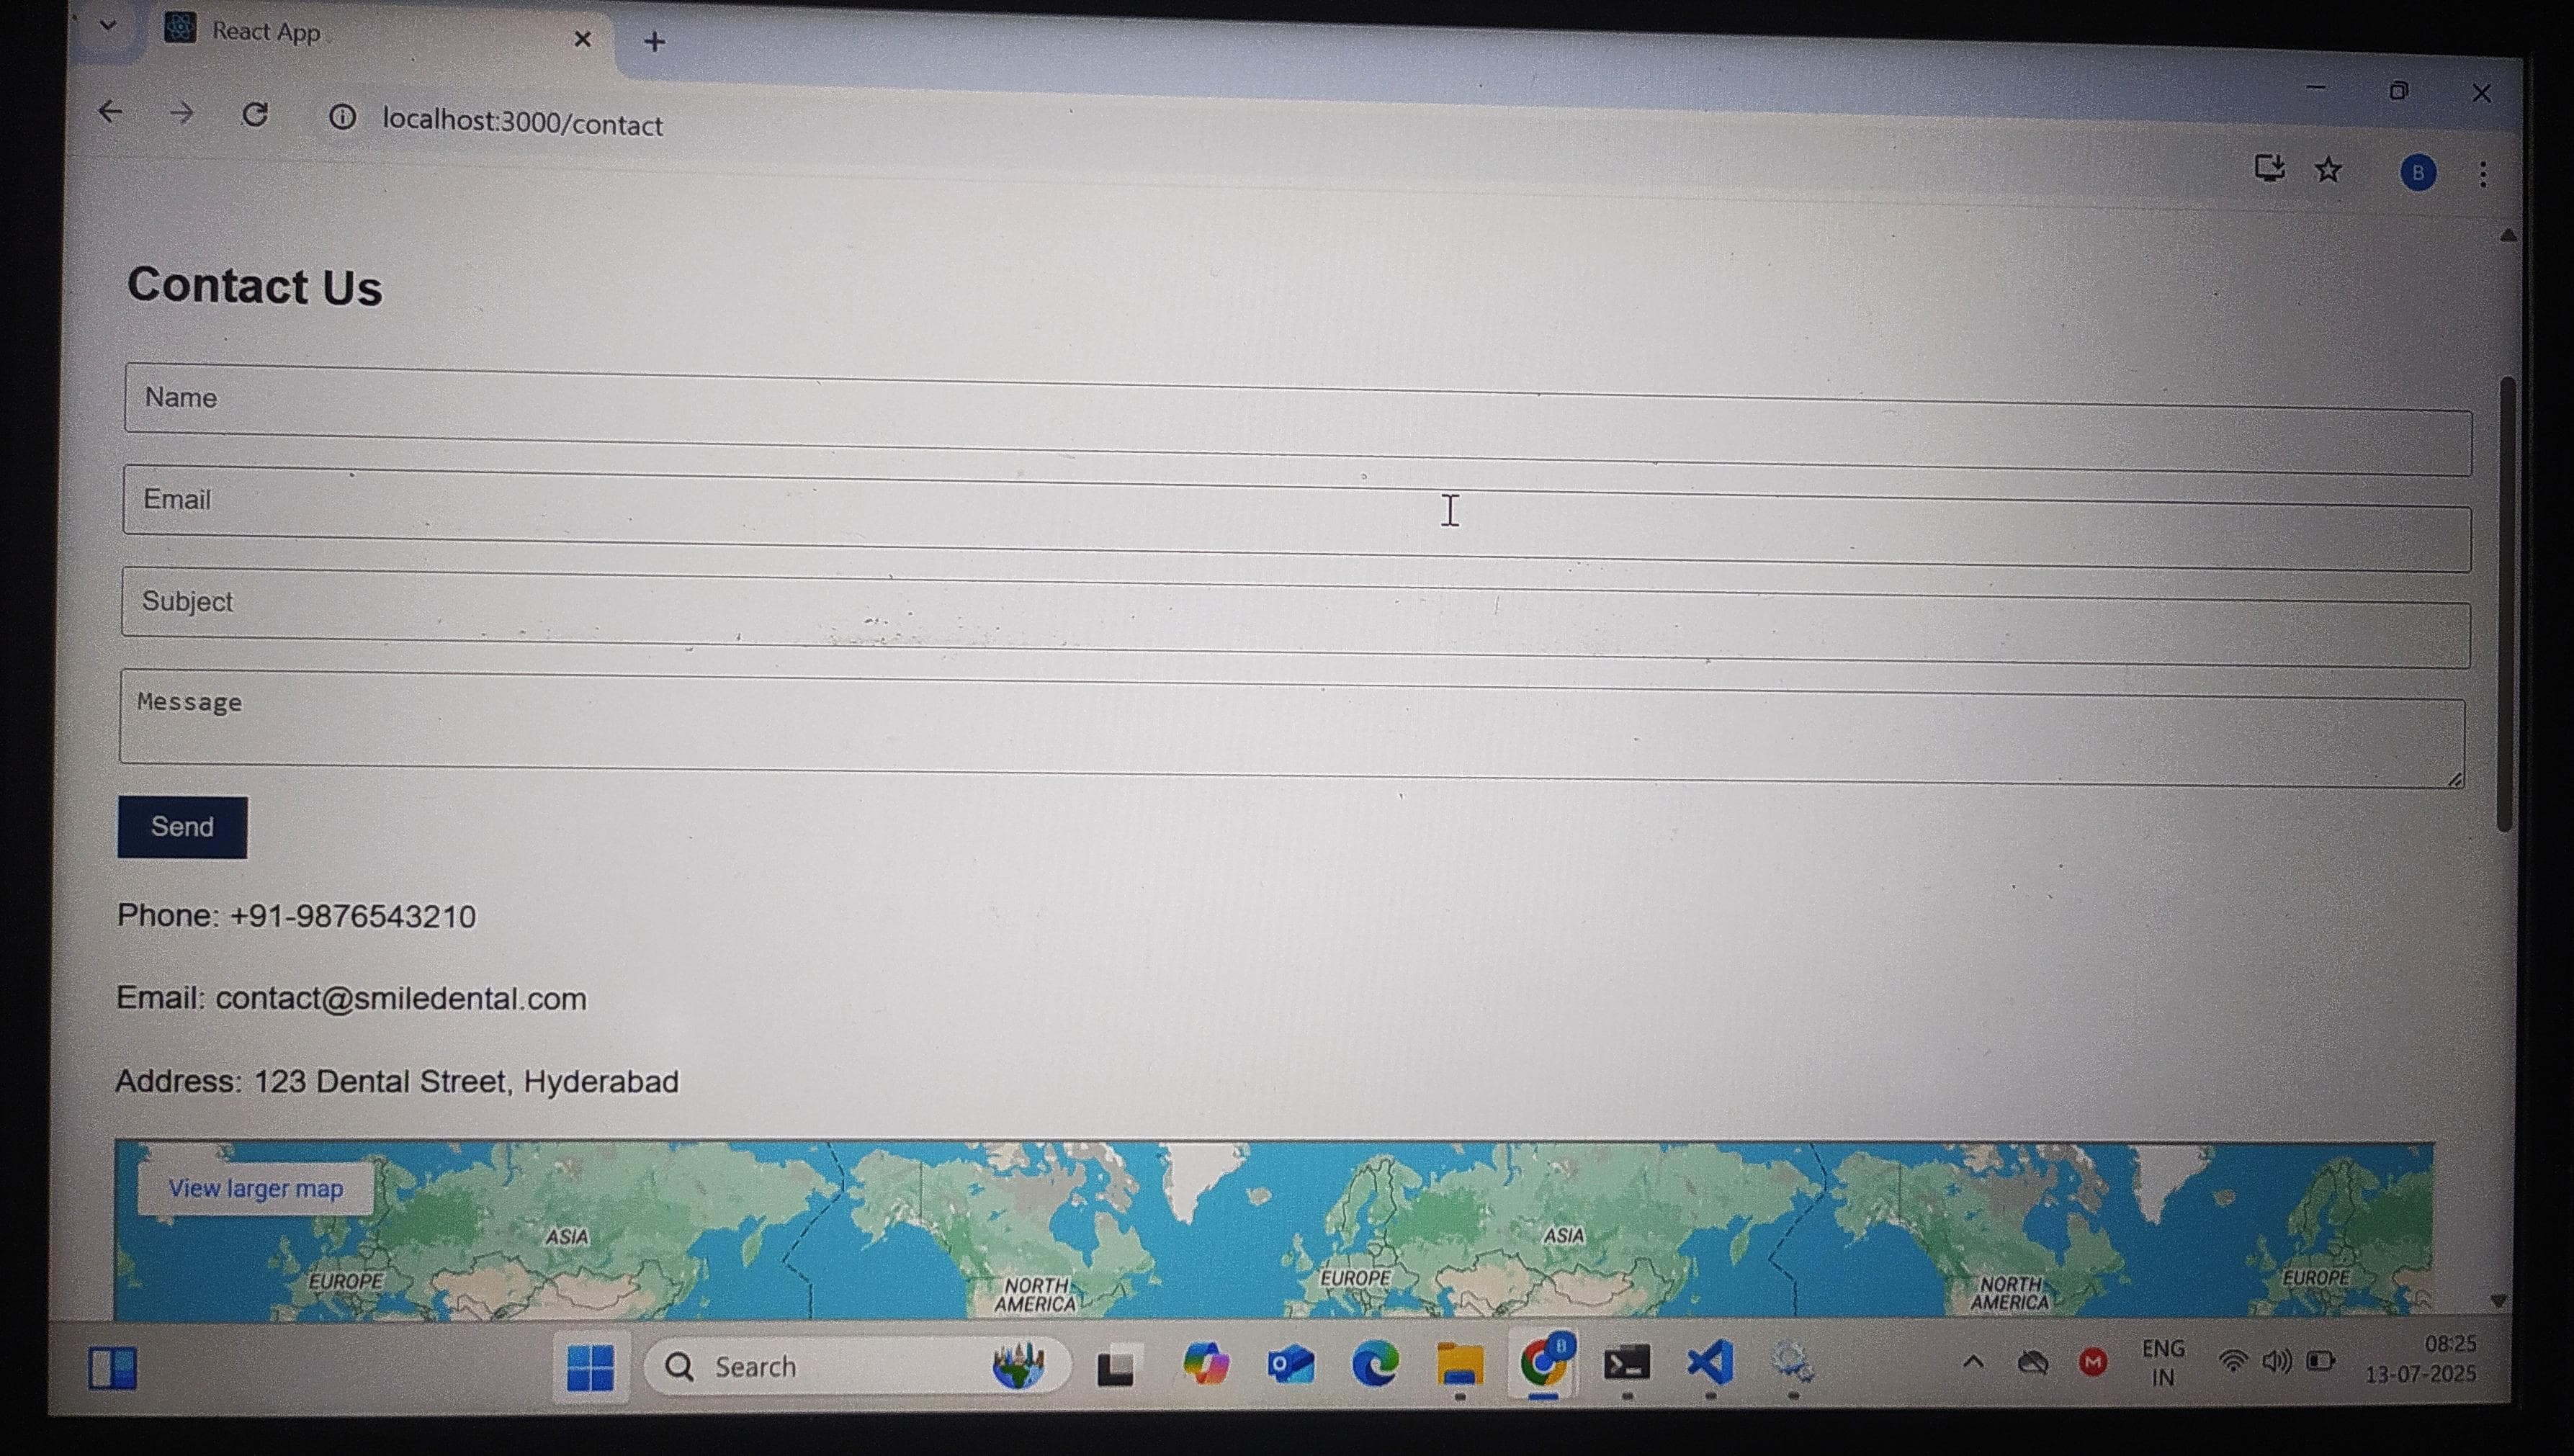 React App
localhost:3000/contact
B
Contact Us
Name
Email
Subject
Message
Send
Phone: +91-9876543210
Email: contact@smiledental.com
Address: 123 Dental Street, Hyderabad
View larger map
ASIA
EUROPE
NORTH
AMERICA
ASIA
EUROPE
NORTH
AMERICA
EUROPE
Search
B
M
ENG
IN
08:25
13-07-2025